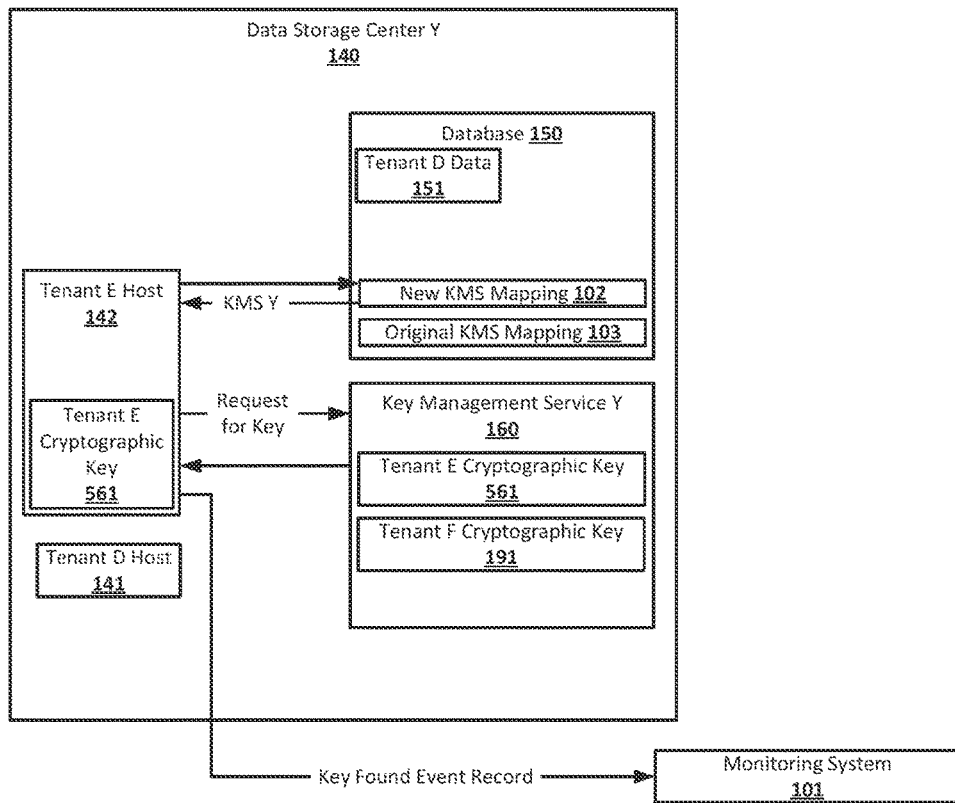 Data Storage Center Y
140
Database 150
Tenant D Data
151
Tenant E Host
142
KMS Y
New KMS Mapping 102
Original KMS Mapping 103
Request
for Key
Key Management Service Y
160
Tenant E
Cryptographic
Key
561
Tenant E Cryptographic Key
561
Tenant F Cryptographic Key
191
Tenant D Host
141
Key Found Event Record
Monitoring System
101